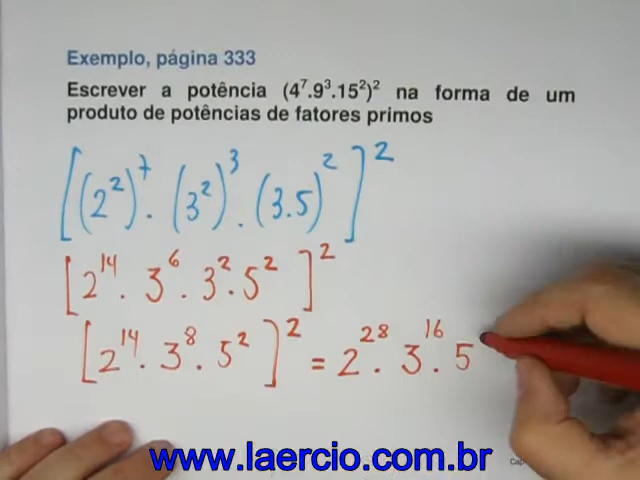 Exemplo, página 333
Escrever a potência (4⁷.9³.15²)² na forma de um
produto de potências de fatores primos
[(2²)⁷ . (3²)³ . (3.5)²]²
[2¹⁴ . 3⁶ . 3² . 5²]²
[2¹⁴ . 3⁸ . 5²]² = 2²⁸ . 3¹⁶ . 5
www.laercio.com.br